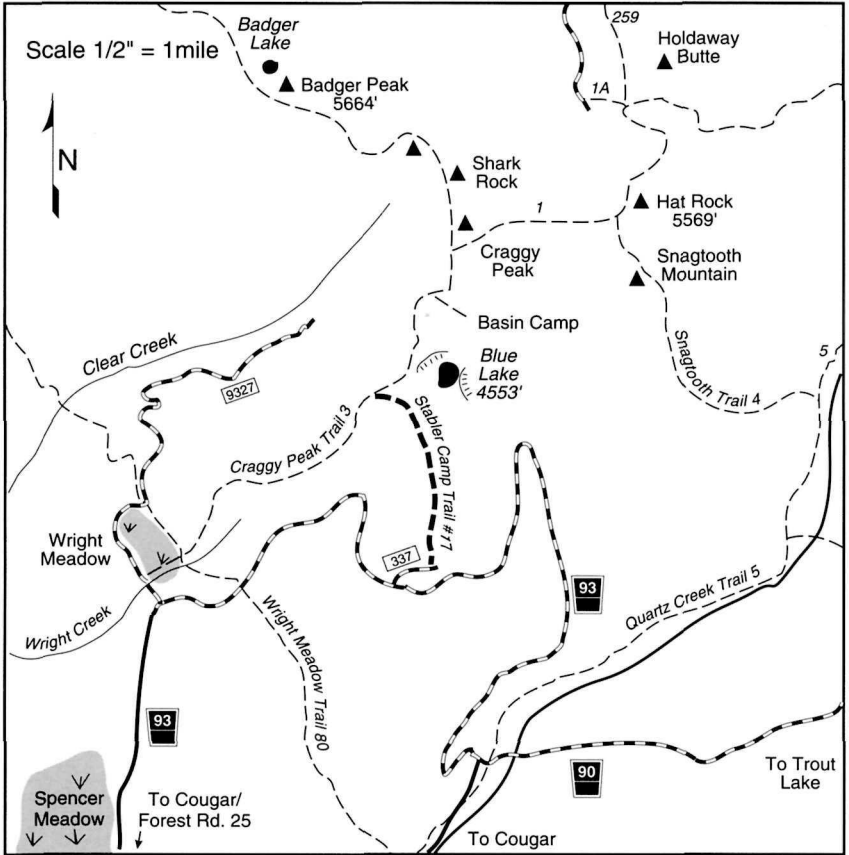 Scale 1/2" = 1mile
N
Badger
Lake
Badger Peak
5664'
259
Holdaway
Butte
1A
Shark
Rock
1
Hat Rock
5569'
Craggy
Peak
Snagtooth
Mountain
Basin Camp
Clear Creek
Blue
Lake
4553'
Snagtooth Trail 4
5
9327
Craggy Peak Trail 3
Stabler Camp Trail #17
Wright
Meadow
337
Wright Creek
Wright Meadow Trail 80
93
Quartz Creek Trail 5
93
90
To Trout
Lake
Spencer
Meadow
To Cougar/
Forest Rd. 25
To Cougar